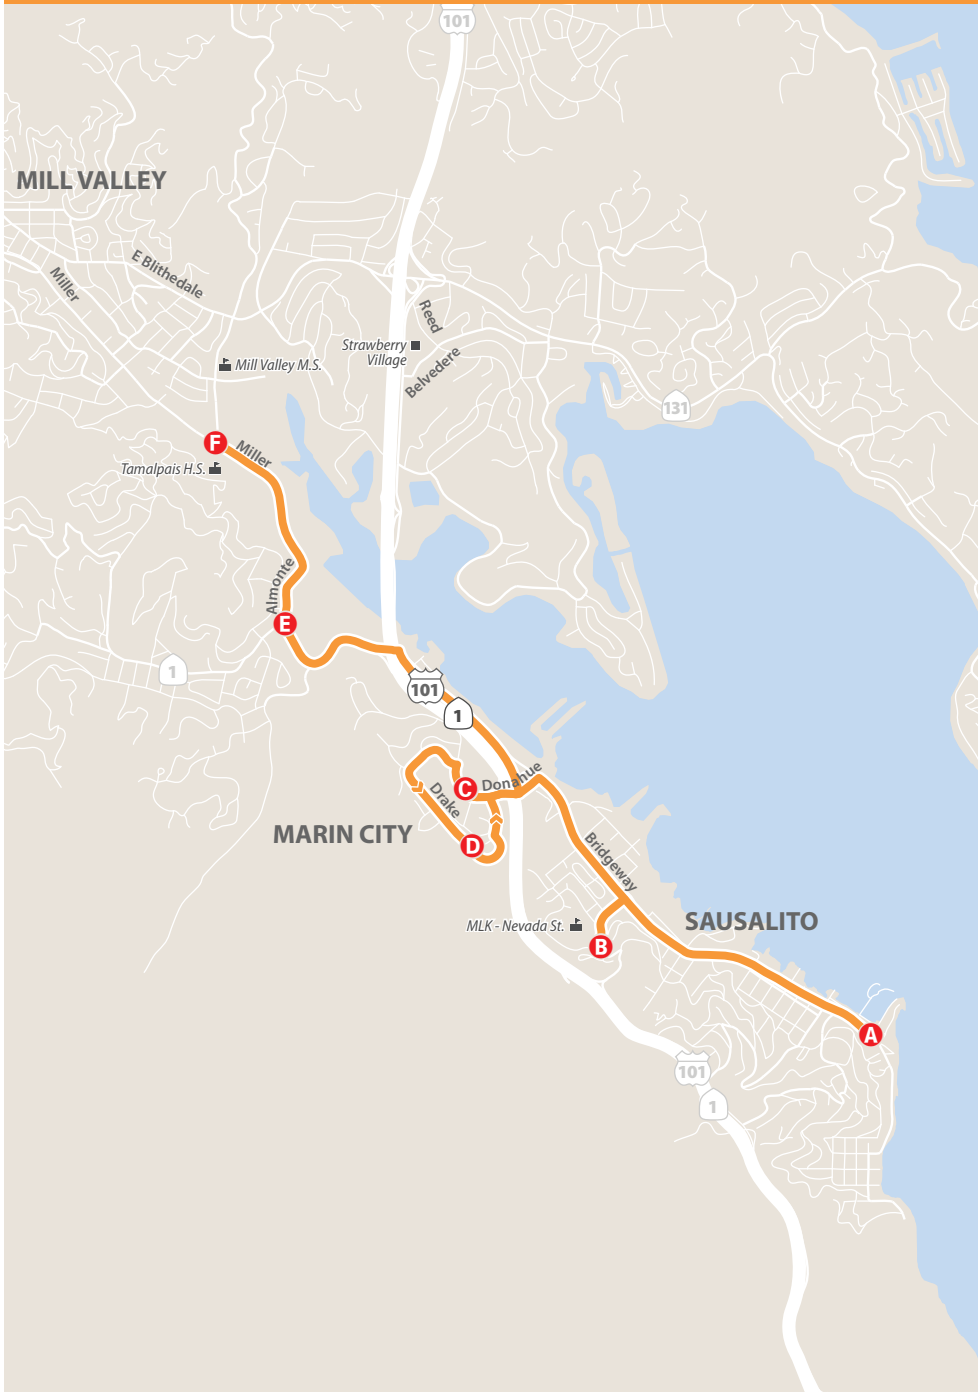 101
MILL VALLEY
E Blithedale
Miller
Reed
Strawberry
Village
Belvedere
Mill Valley M.S.
131
F
Miller
Tamalpais H.S.
Almonte
E
1
101
1
C
Donahue
Drake
MARIN CITY
D
Bridgeway
SAUSALITO
MLK - Nevada St.
B
A
101
1